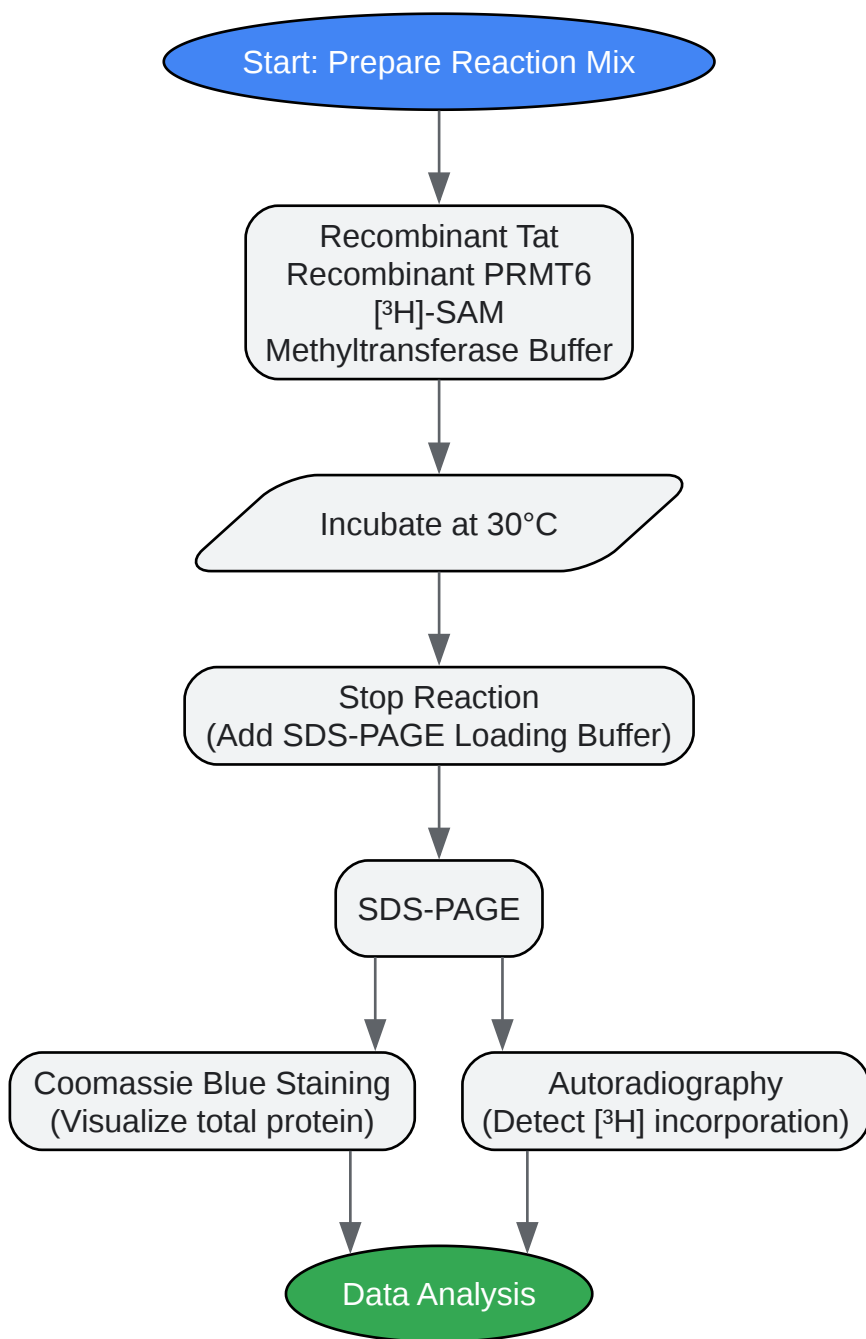 Start: Prepare Reaction Mix
Recombinant Tat
Recombinant PRMT6
[³H]-SAM
Methyltransferase Buffer
Incubate at 30°C
Stop Reaction
(Add SDS-PAGE Loading Buffer)
SDS-PAGE
Coomassie Blue Staining
(Visualize total protein)
Autoradiography
(Detect [³H] incorporation)
Data Analysis